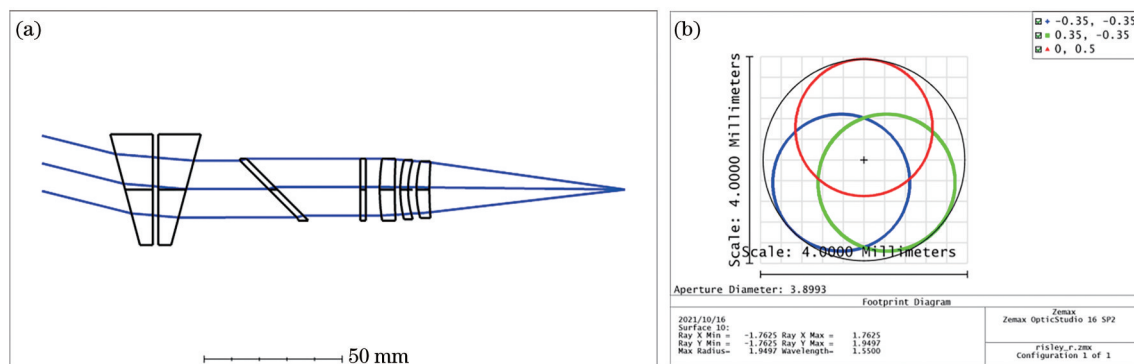 (a)
50 mm
(b)
-0.35, -0.35
0.35, -0.35
0, 0.5
Scale: 4.0000 Millimeters
Scale: 4.0000 Millimeters
Aperture Diameter: 3.8993
Footprint Diagram
2021/10/16
Surface 10:
Ray X Min = -1.7625 Ray X Max = 1.7625
Ray Y Min = -1.7625 Ray Y Max = 1.9497
Max Radius= 1.9497 Wavelength= 1.5500
Zemax
Zemax OpticStudio 16 SP2
risley_r.zmx
Configuration 1 of 1